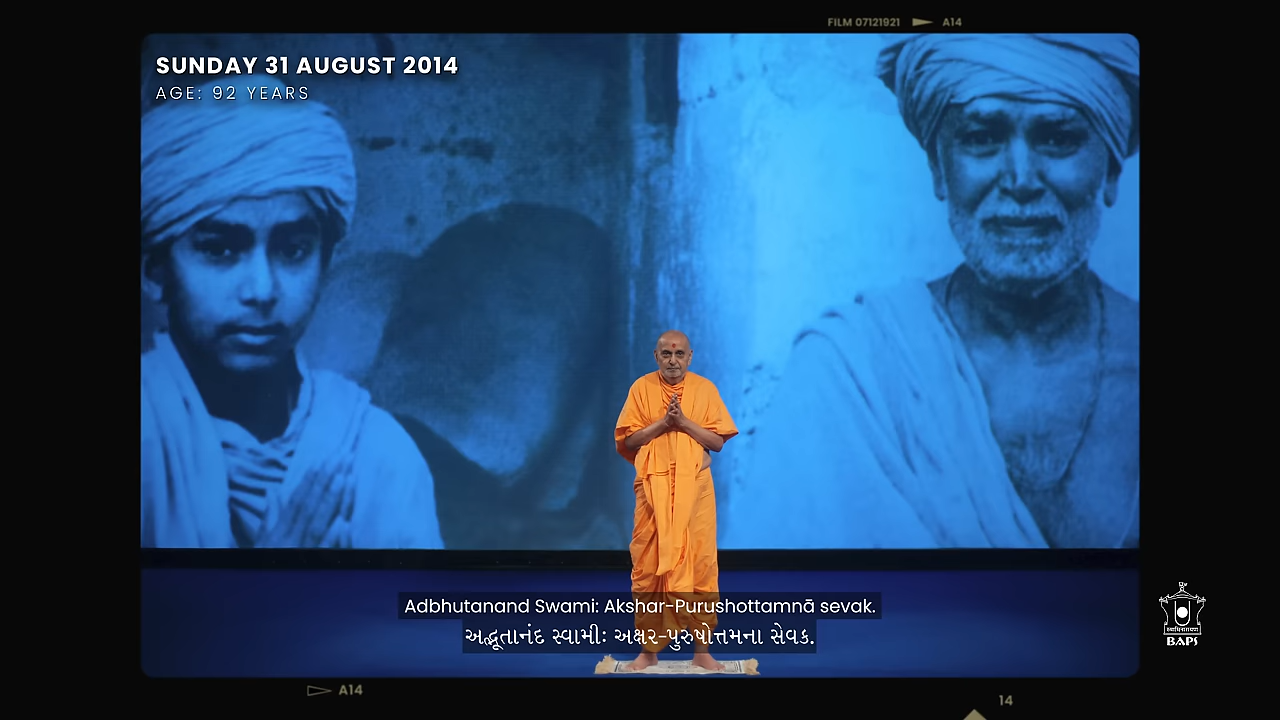 FILM 07121921 A14
SUNDAY 31 AUGUST 2014
AGE: 92 YEARS
Adbhutanand Swami: Akshar-Purushottamnā sevak.
અદ્ભૂતાનંદ સ્વામી: અક્ષર-પુરુષોત્તમના સેવક.
BAPS
A14
14